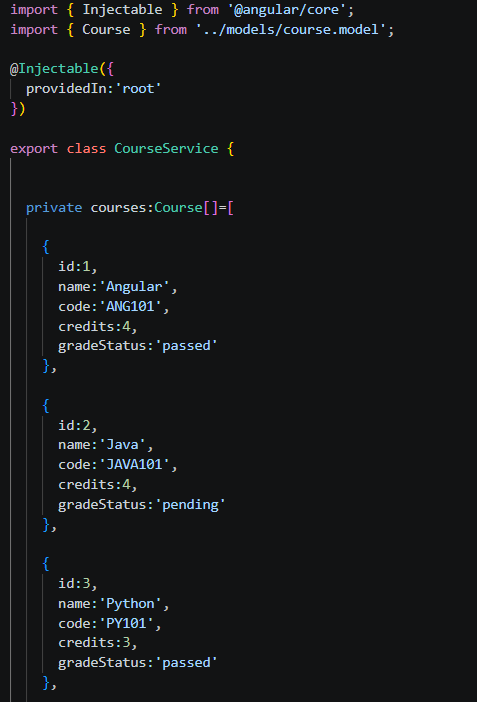 import { Injectable } from '@angular/core';
import { Course } from '../models/course.model';
@Injectable({
providedIn:'root'
})
export class CourseService {
private courses:Course[]=[
{
id:1,
name:'Angular',
code:'ANG101',
credits:4,
gradeStatus:'passed'
},
{
id:2,
name:'Java',
code:'JAVA101',
credits:4,
gradeStatus:'pending'
},
{
id:3,
name:'Python',
code:'PY101',
credits:3,
gradeStatus:'passed'
},